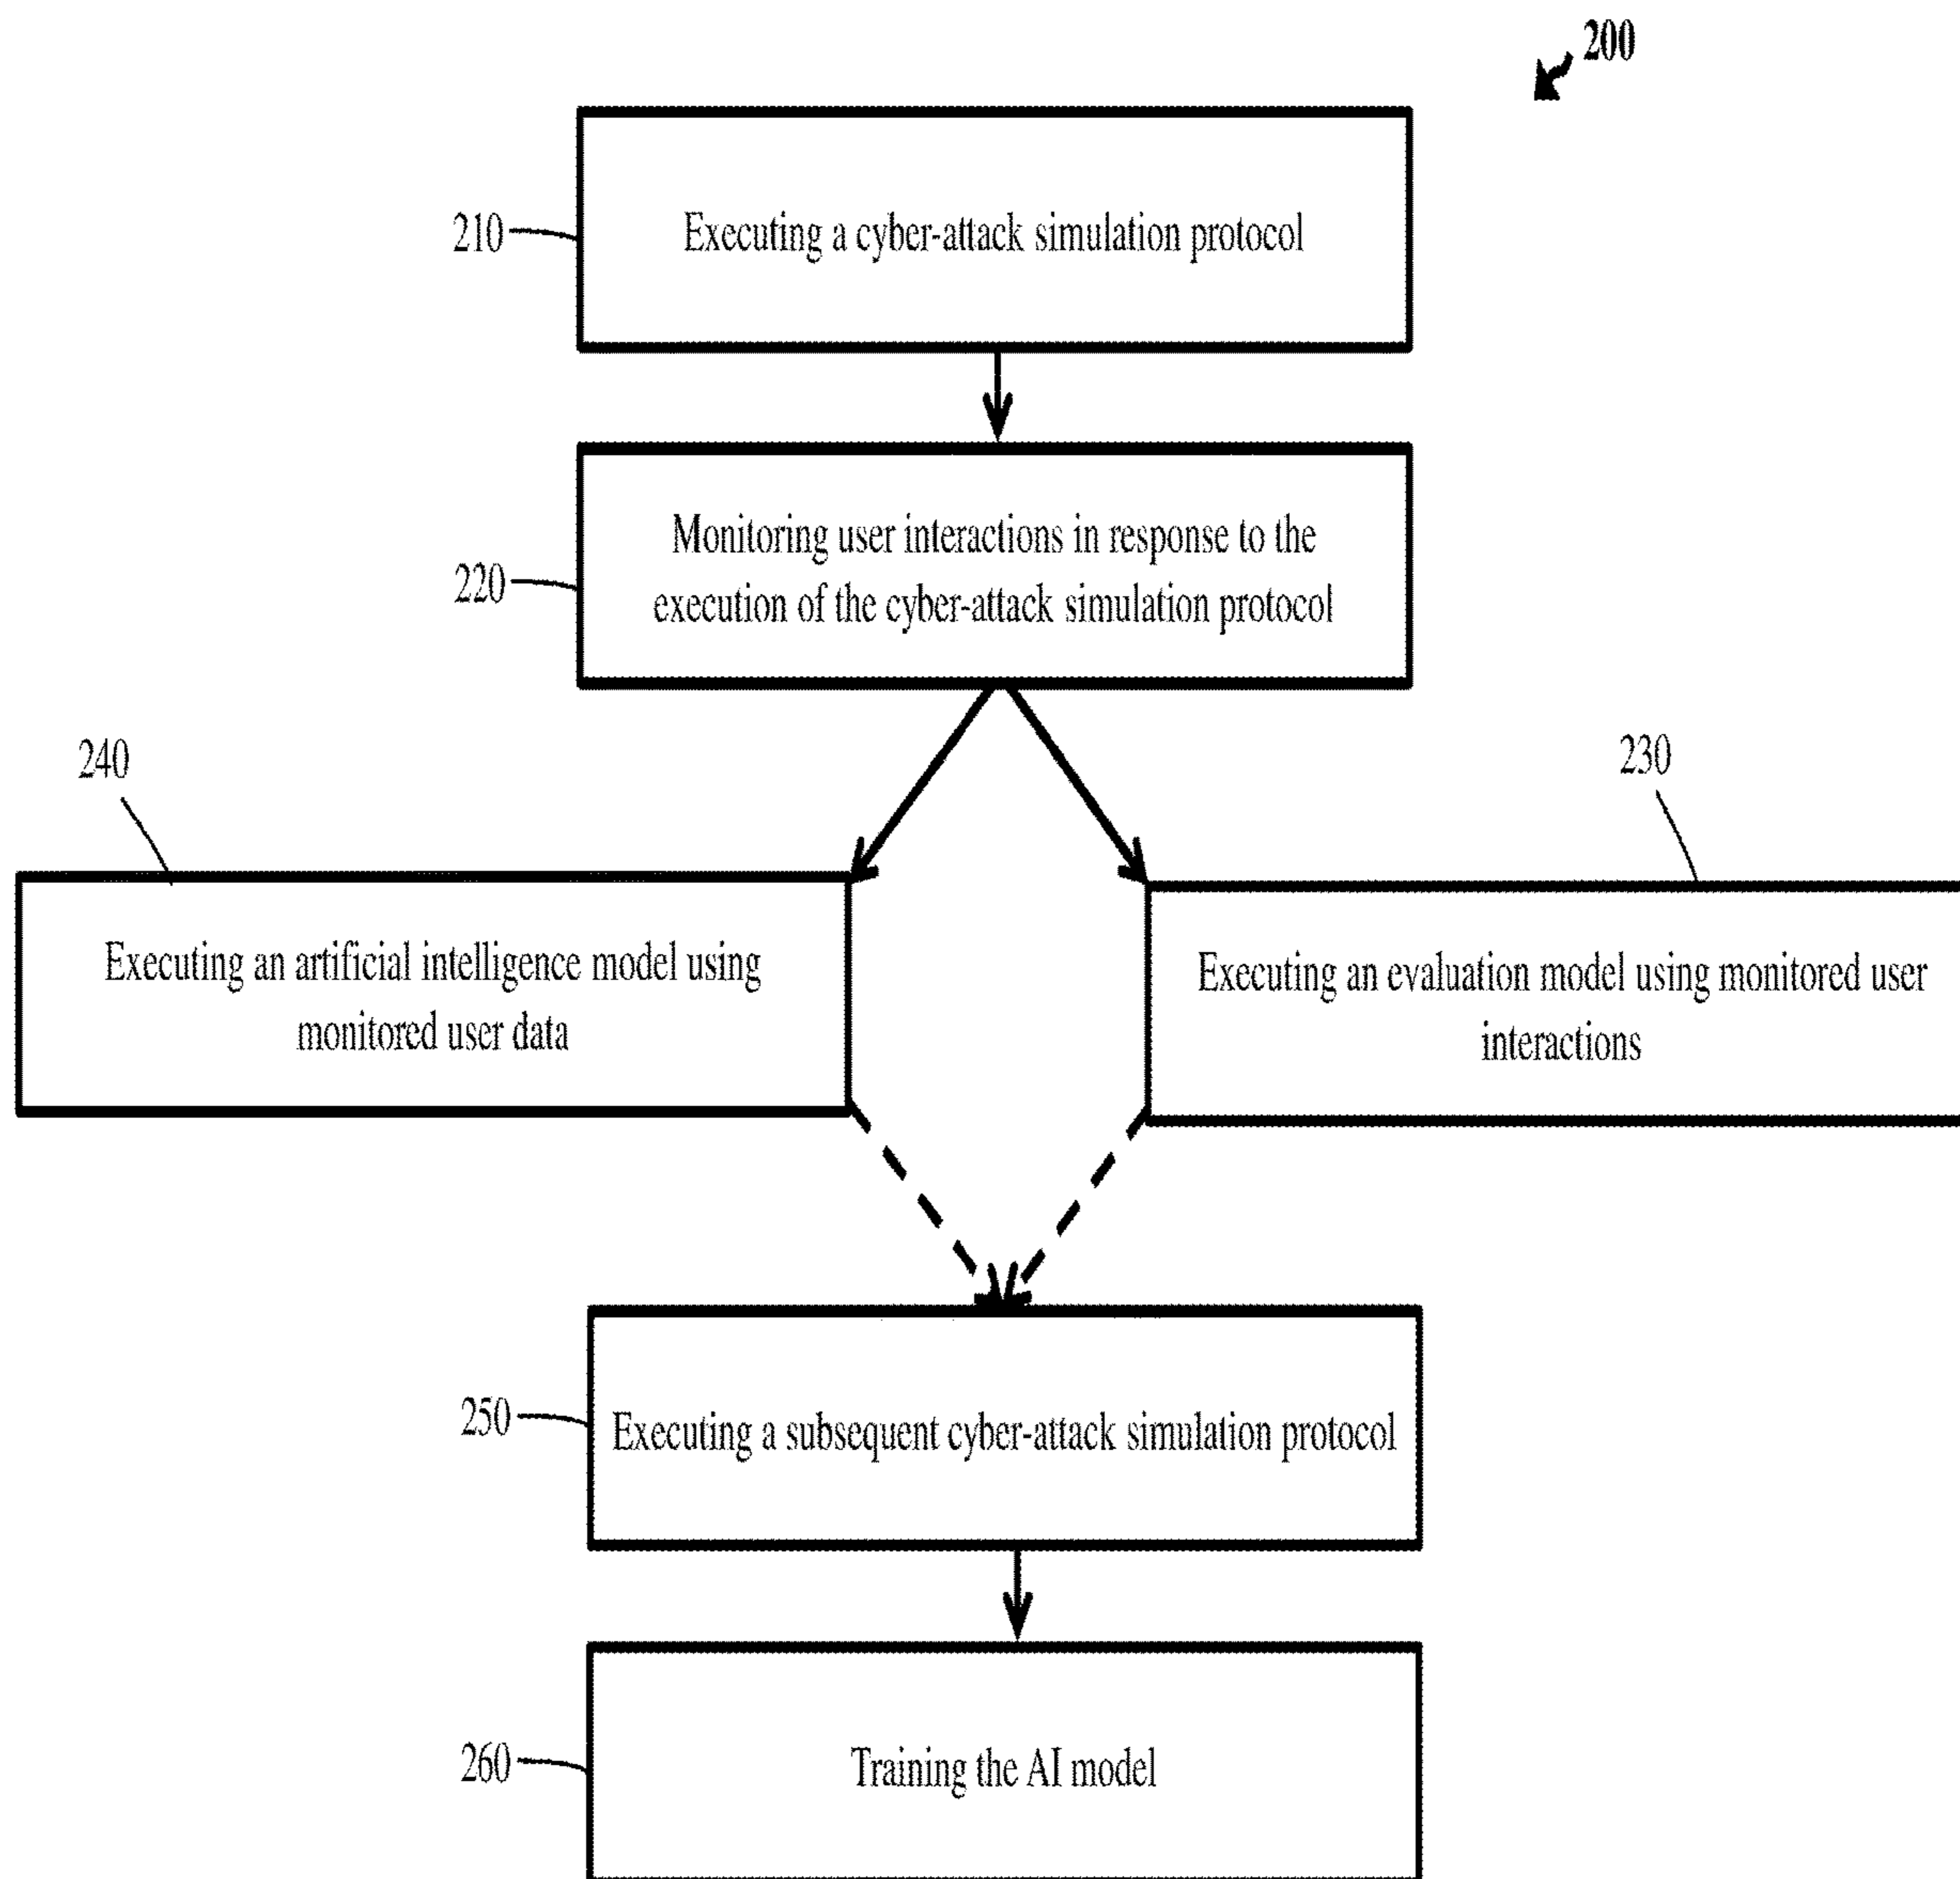 200
210
Executing a cyber-attack simulation protocol
220
Monitoring user interactions in response to the
execution of the cyber-attack simulation protocol
240
230
Executing an artificial intelligence model using
monitored user data
Executing an evaluation model using monitored user
interactions
250
Executing a subsequent cyber-attack simulation protocol
260
Training the AI model